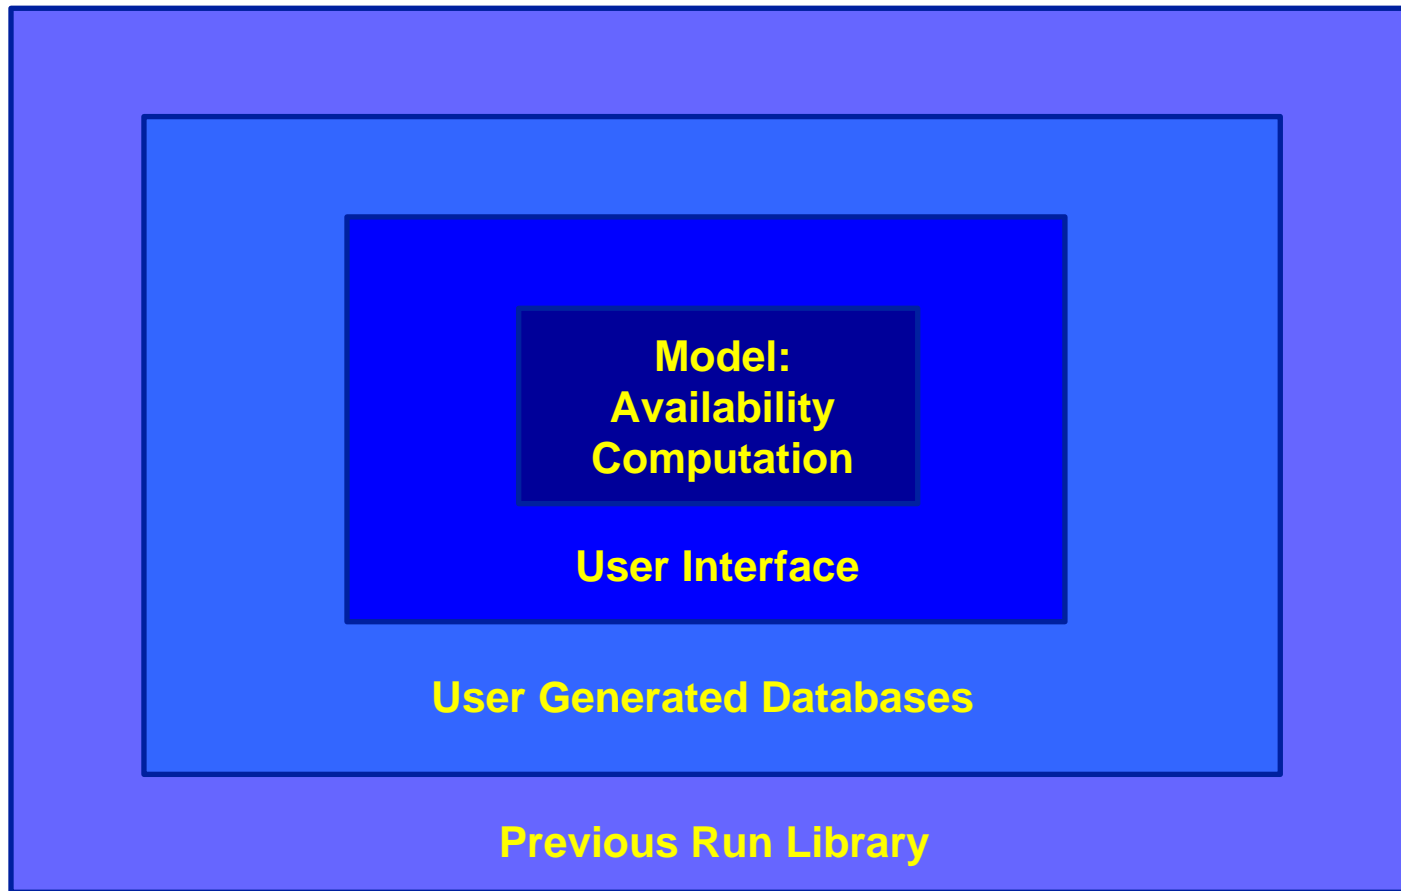 Model:
Availability
Computation
User Interface
User Generated Databases
Previous Run Library